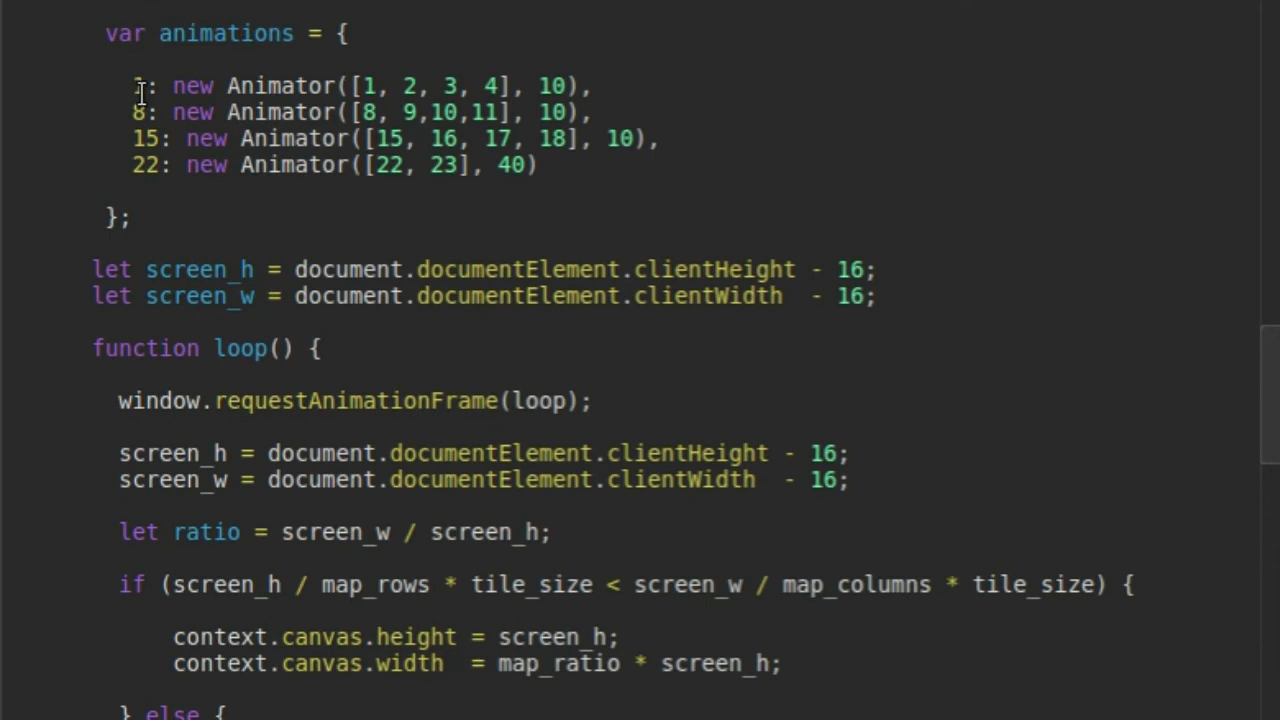 var animations = {
1: new Animator([1, 2, 3, 4], 10),
8: new Animator([8, 9,10,11], 10),
15: new Animator([15, 16, 17, 18], 10),
22: new Animator([22, 23], 40)
};
let screen_h = document.documentElement.clientHeight - 16;
let screen_w = document.documentElement.clientWidth  - 16;
function loop() {
window.requestAnimationFrame(loop);
screen_h = document.documentElement.clientHeight - 16;
screen_w = document.documentElement.clientWidth  - 16;
let ratio = screen_w / screen_h;
if (screen_h / map_rows * tile_size < screen_w / map_columns * tile_size) {
context.canvas.height = screen_h;
context.canvas.width  = map_ratio * screen_h;
} else {